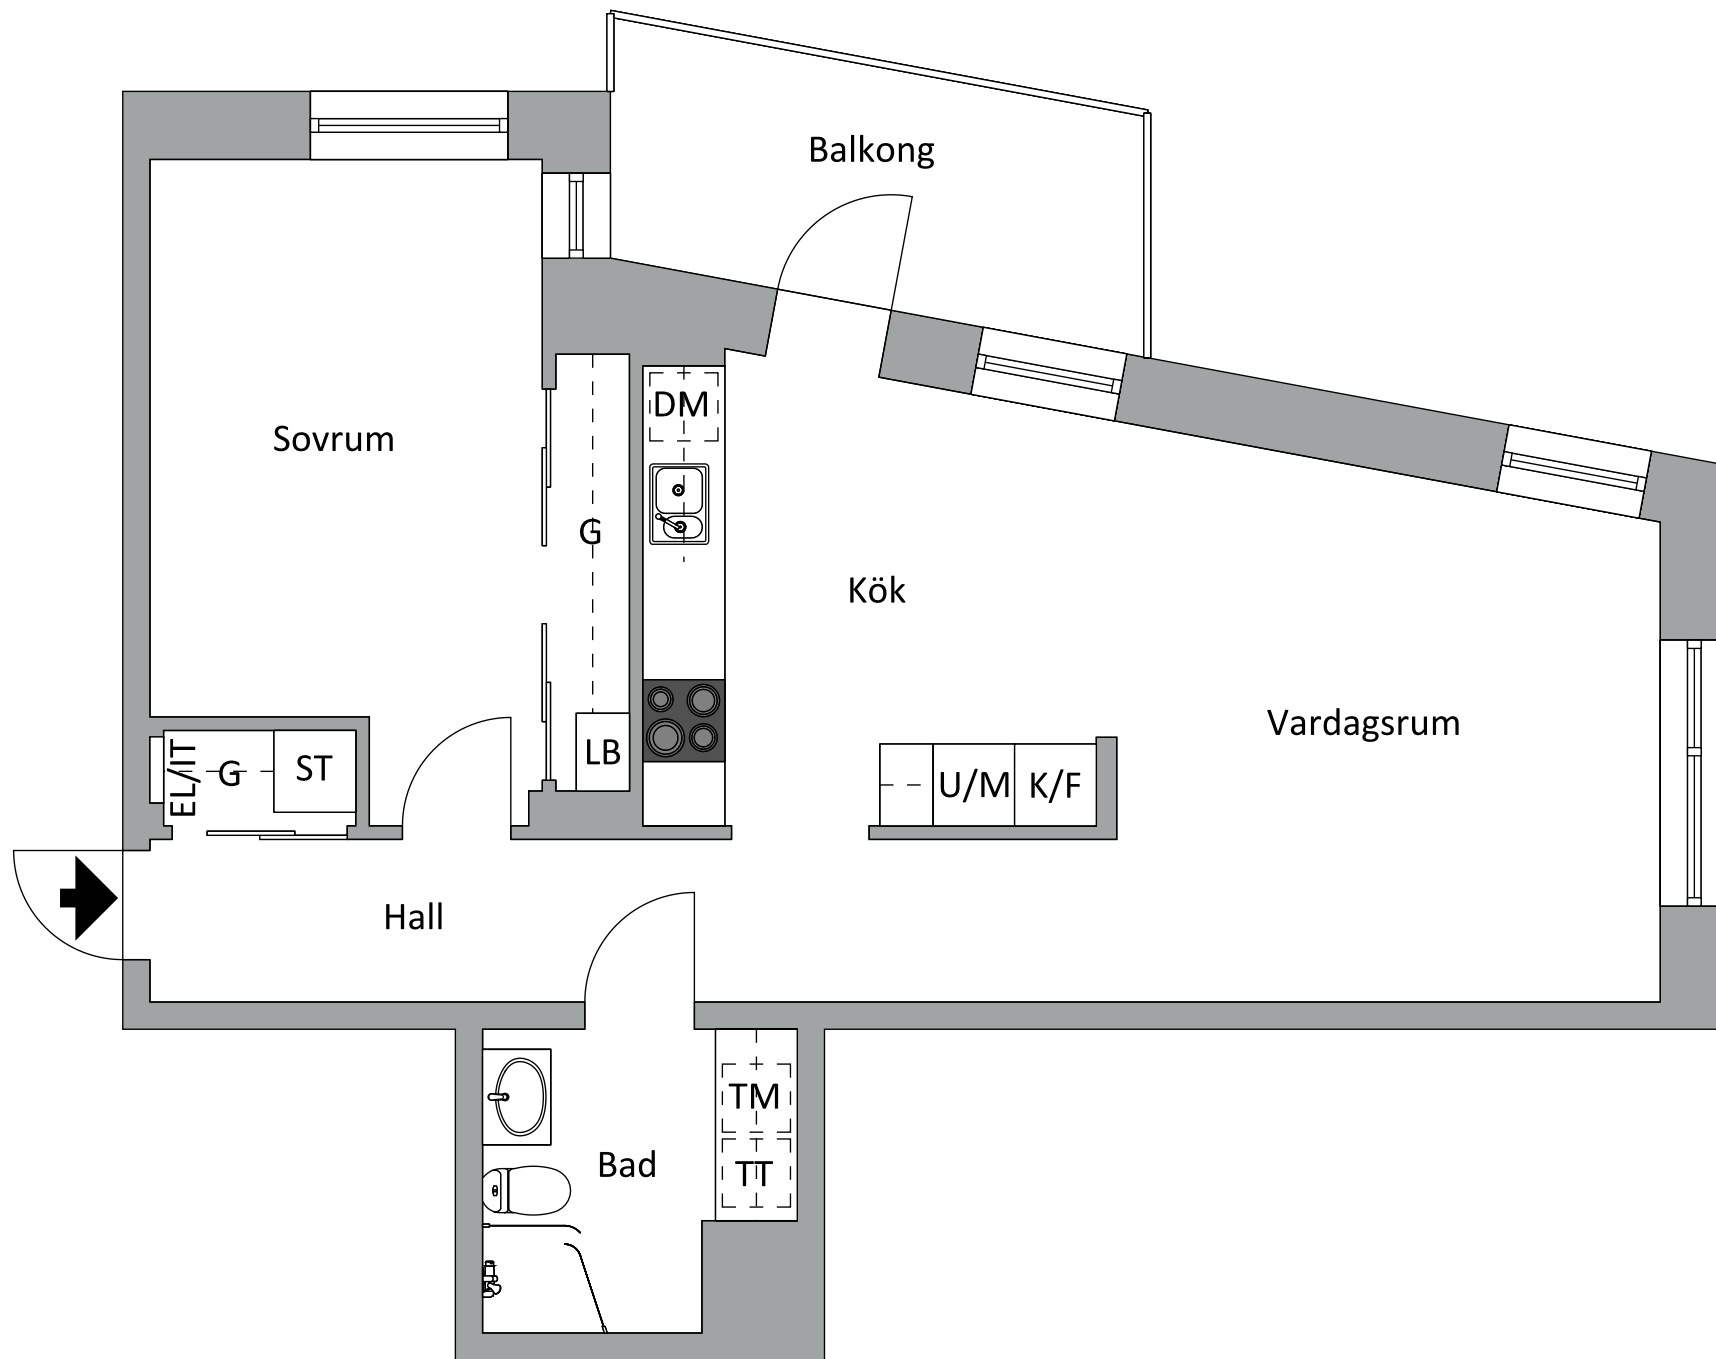 Balkong
DM
Sovrum
G
Kök
Vardagsrum
LB
EL/IT
G
ST
U/M
K/F
Hall
TM
Bad
TT